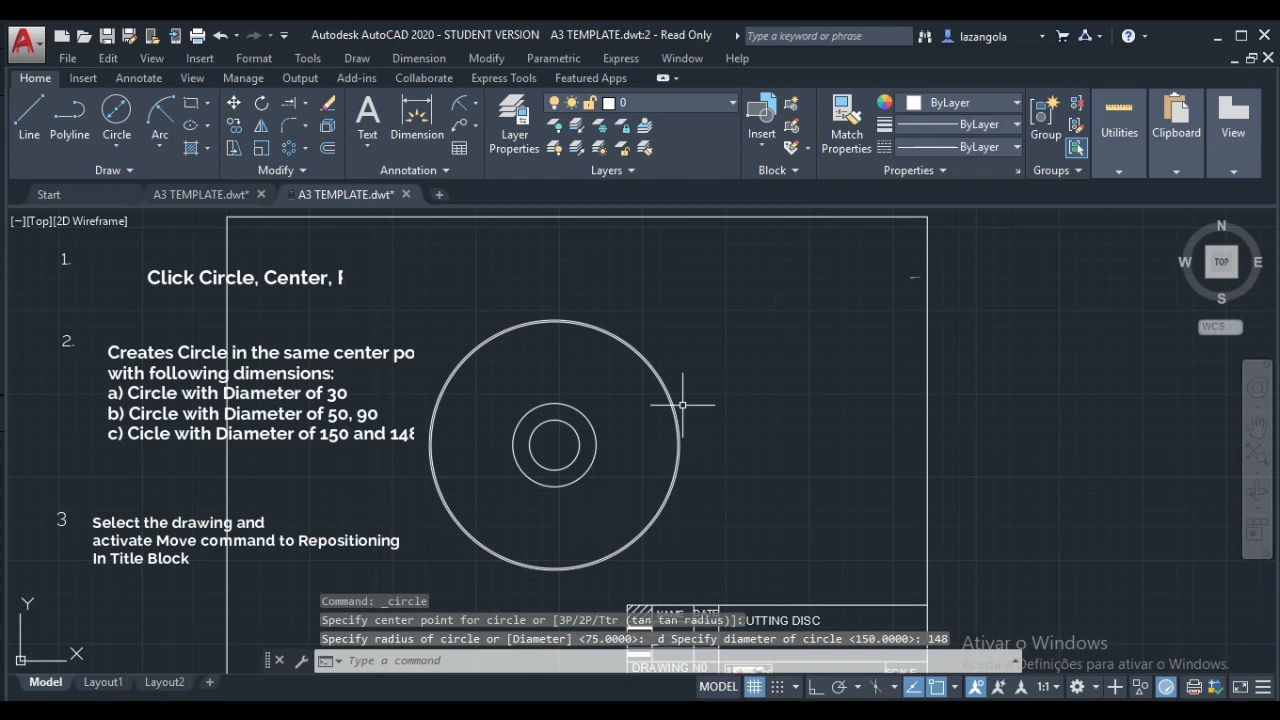 Autodesk AutoCAD 2020 - STUDENT VERSION A3 TEMPLATE.dwt:2 - Read Only
Type a keyword or phrase
lazangola
File Edit View Insert Format Tools Draw Dimension Modify Parametric Express Window Help
Home Insert Annotate View Manage Output Add-ins Collaborate Express Tools Featured Apps
0
ByLayer
ByLayer
ByLayer
Line Polyline Circle Arc
Text Dimension
Layer
Properties
Insert
Match
Properties
Group
Utilities Clipboard View
Draw Modify Annotation Layers Block Properties Groups
Start A3 TEMPLATE.dwt* A3 TEMPLATE.dwt*
[−][Top][2D Wireframe]
N
W TOP E
S
WCS
1.
Click Circle, Center,
2.
Creates Circle in the same center po
with following dimensions:
a) Circle with Diameter of 30
b) Circle with Diameter of 50, 90
c) Cicle with Diameter of 150 and 148
3
Select the drawing and
activate Move command to Repositioning
In Title Block
Command: _circle
NAME DATE
Specify center point for circle or [3P/2P/Ttr (tan tan radius)]:
UTTING DISC
Specify radius of circle or [Diameter] <75.0000>: _d Specify diameter of circle <150.0000>: 148
Type a command
DRAWING N0
SCALE
Ativar o Windows
Aceda a Definições para ativar o Windows.
Y
X
Model Layout1 Layout2
MODEL
1:1